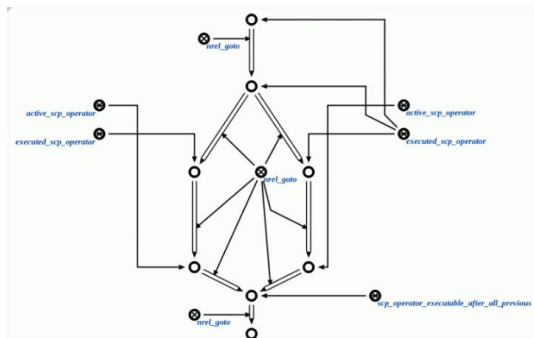 nrel_goto
active_scp_operator
active_scp_operator
executed_scp_operator
executed_scp_operator
nrel_goto
scp_operator_executable_after_all_previous
nrel_goto